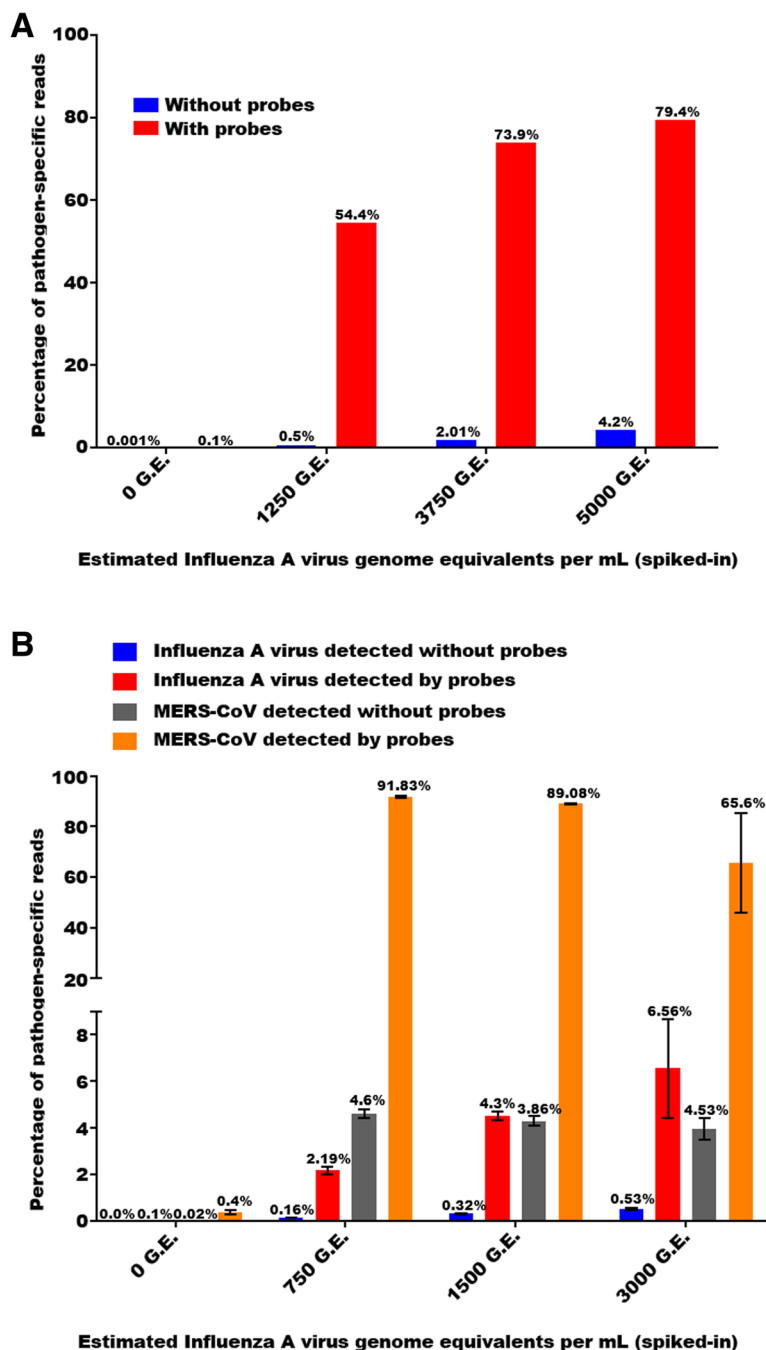 A
Percentage of pathogen-specific reads
100
80
60
40
20
0
Without probes
With probes
0.001%
0.1%
0.5%
54.4%
2.01%
73.9%
4.2%
79.4%
0 G.E.
1250 G.E.
3750 G.E.
5000 G.E.
Estimated Influenza A virus genome equivalents per mL (spiked-in)
B
Influenza A virus detected without probes
Influenza A virus detected by probes
MERS-CoV detected without probes
MERS-CoV detected by probes
Percentage of pathogen-specific reads
100
80
60
40
20
8
6
4
2
0
0.0%
0.1%
0.02%
0.4%
0.16%
2.19%
4.6%
91.83%
0.32%
4.3%
3.86%
89.08%
0.53%
6.56%
4.53%
65.6%
0 G.E.
750 G.E.
1500 G.E.
3000 G.E.
Estimated Influenza A virus genome equivalents per mL (spiked-in)